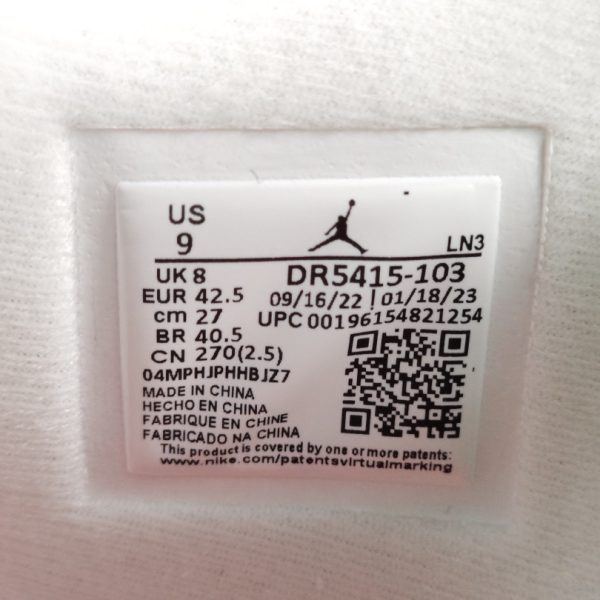 US
9
LN3
UK 8
EUR 42.5
cm 27
BR 40.5
CN 270(2.5)
DR5415-103
09/16/22 | 01/18/23
UPC 00196154821254
04MPHJPHHBJZ7
MADE IN CHINA
HECHO EN CHINA
FABRIQUE EN CHINE
FABRICADO NA CHINA
This product is covered by one or more patents:
www.nike.com/patentsvirtualmarking